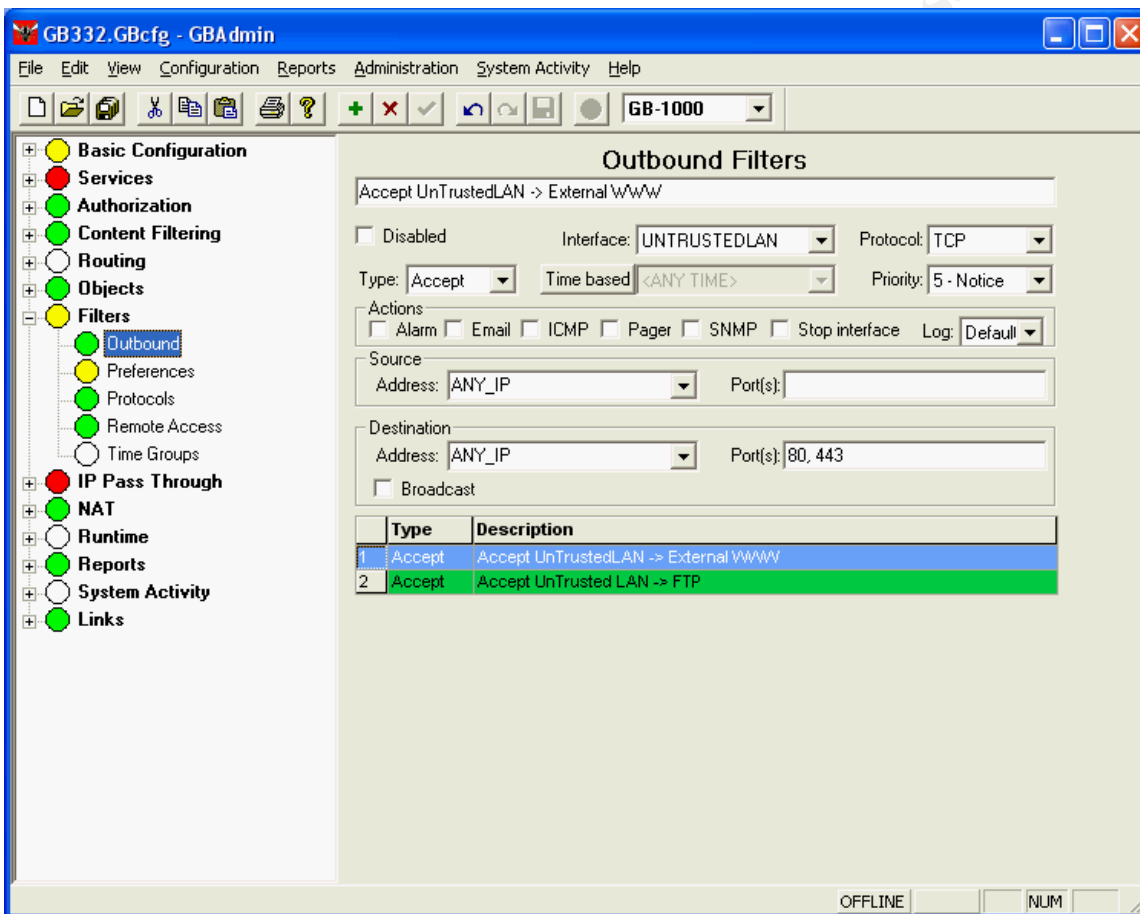 GB332.GBcfg - GBAdmin
File Edit View Configuration Reports Administration System Activity Help
GB-1000
Basic Configuration
Services
Authorization
Content Filtering
Routing
Objects
Filters
Outbound
Preferences
Protocols
Remote Access
Time Groups
IP Pass Through
NAT
Runtime
Reports
System Activity
Links
Outbound Filters
Accept UnTrustedLAN -> External WWW
Disabled Interface: UNTRUSTEDLAN Protocol: TCP
Type: Accept Time based <ANY TIME> Priority: 5 - Notice
Actions
Alarm Email ICMP Pager SNMP Stop interface Log: Default
Source
Address: ANY_IP Port(s):
Destination
Address: ANY_IP Port(s): 80, 443
Broadcast
Type Description
1 Accept Accept UnTrustedLAN -> External WWW
2 Accept Accept UnTrusted LAN -> FTP
OFFLINE NUM